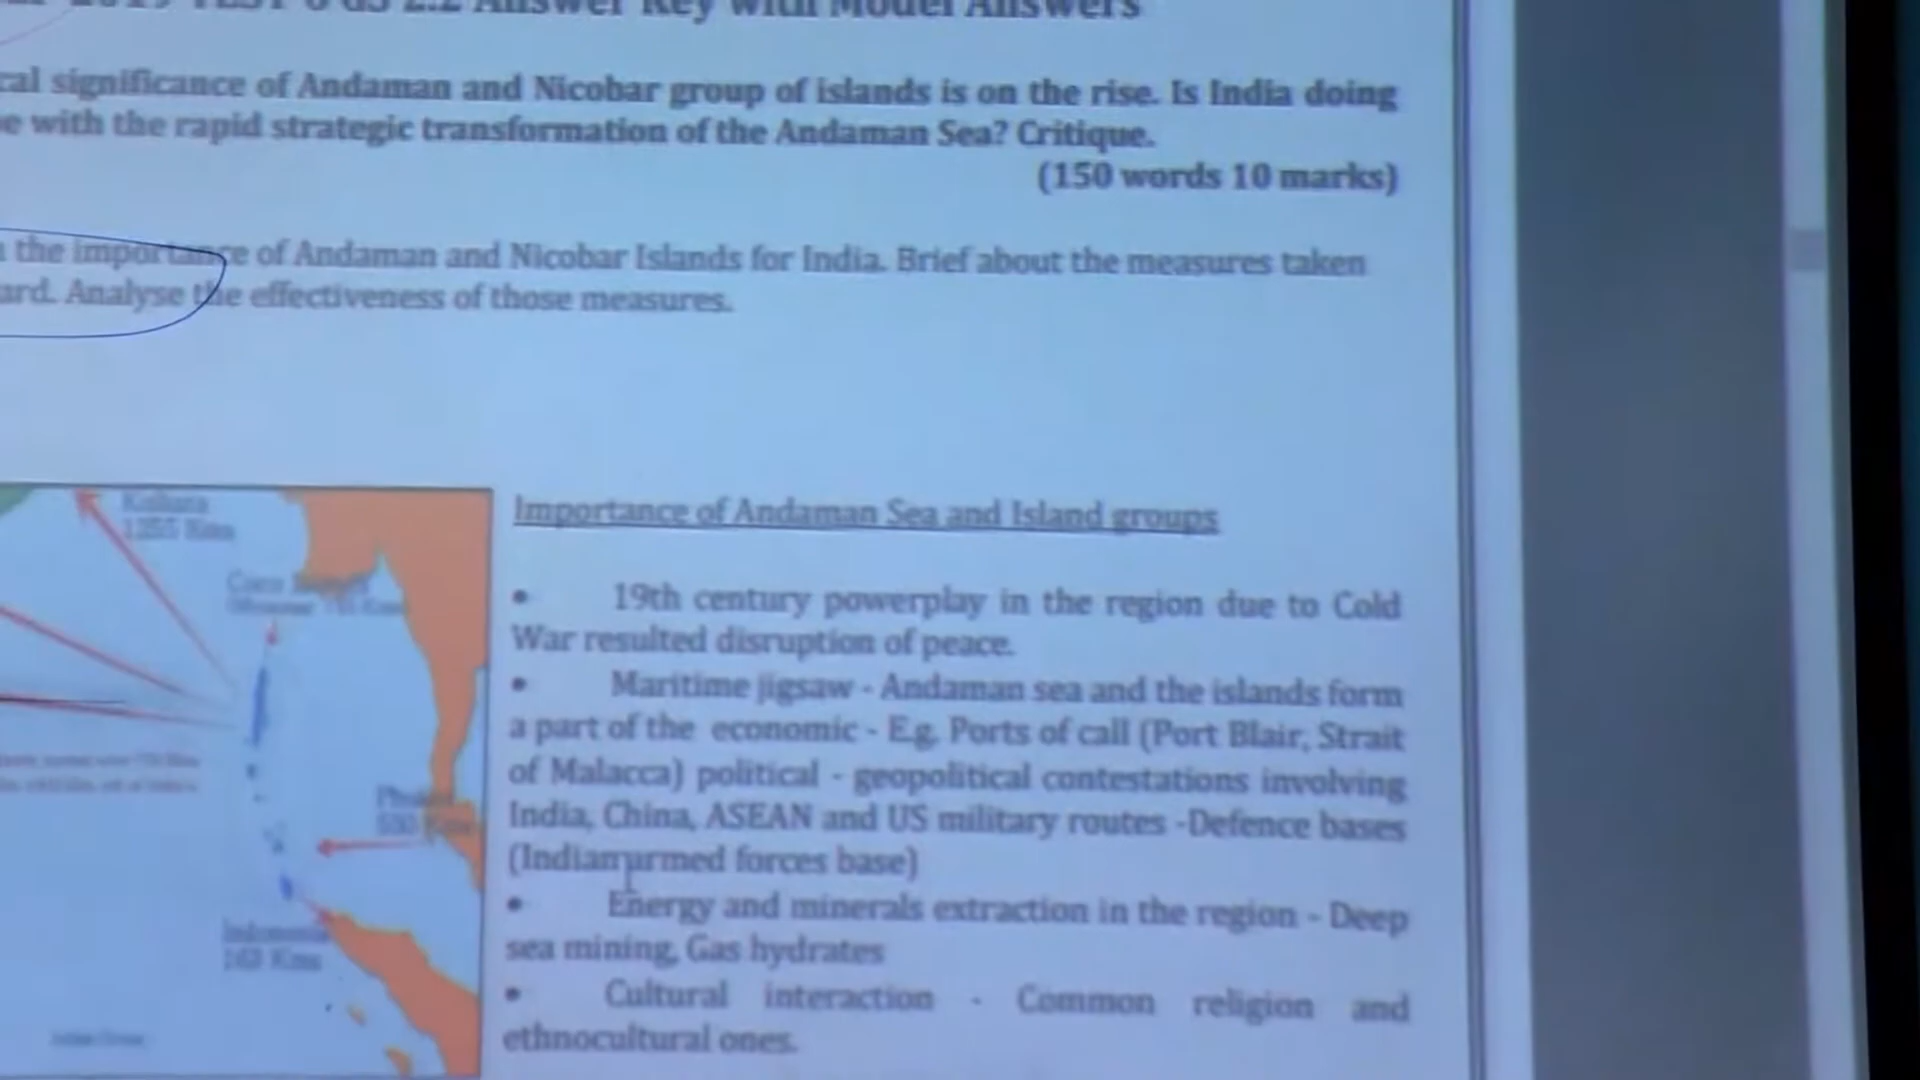 2019 TEST 6 GS 2.2 Answer Key with Model Answers
cal significance of Andaman and Nicobar group of islands is on the rise. Is India doing
e with the rapid strategic transformation of the Andaman Sea? Critique.
(150 words 10 marks)
the importance of Andaman and Nicobar Islands for India. Brief about the measures taken
ard. Analyse the effectiveness of those measures.
Kolkata
1255 Kms
Coco
Indonesia
163 Kms
Importance of Andaman Sea and Island groups
• 19th century powerplay in the region due to Cold
War resulted disruption of peace.
• Maritime jigsaw - Andaman sea and the islands form
a part of the economic - E.g. Ports of call (Port Blair, Strait
of Malacca) political - geopolitical contestations involving
India, China, ASEAN and US military routes -Defence bases
(Indian armed forces base)
• Energy and minerals extraction in the region - Deep
sea mining, Gas hydrates
• Cultural interaction - Common religion and
ethnocultural ones.